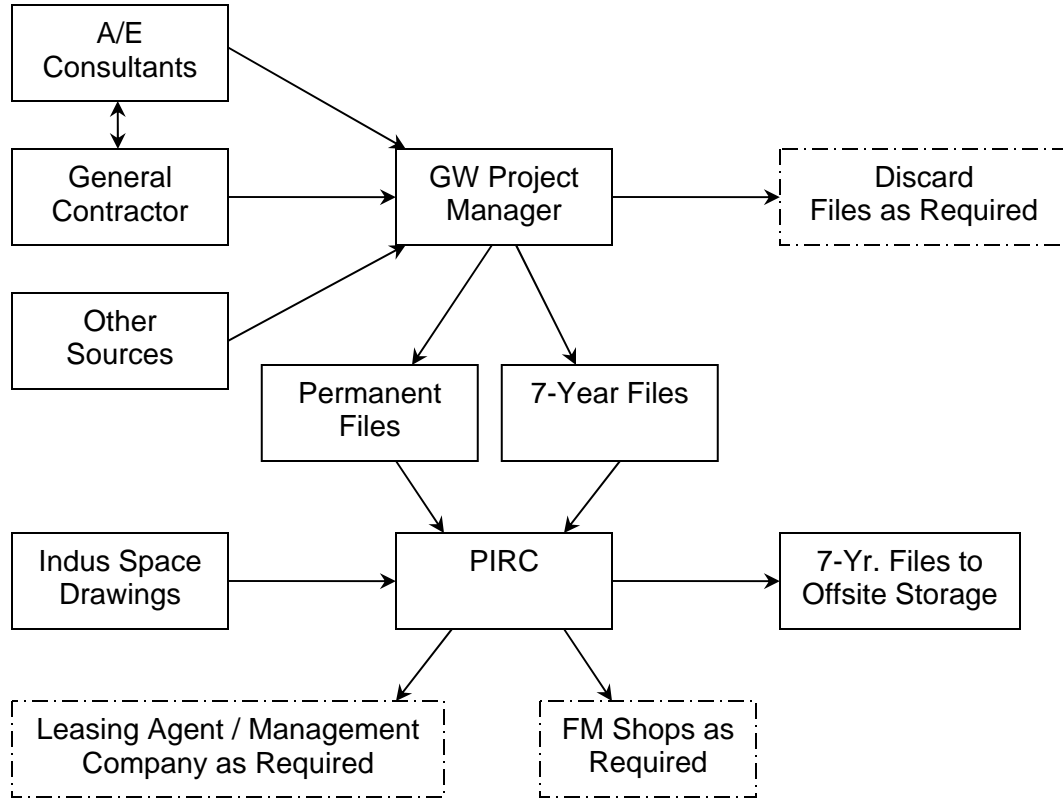 A/E
Consultants
General
Contractor
GW Project
Manager
Discard
Files as Required
Other
Sources
Permanent
Files
7-Year Files
Indus Space
Drawings
PIRC
7-Yr. Files to
Offsite Storage
Leasing Agent / Management
Company as Required
FM Shops as
Required